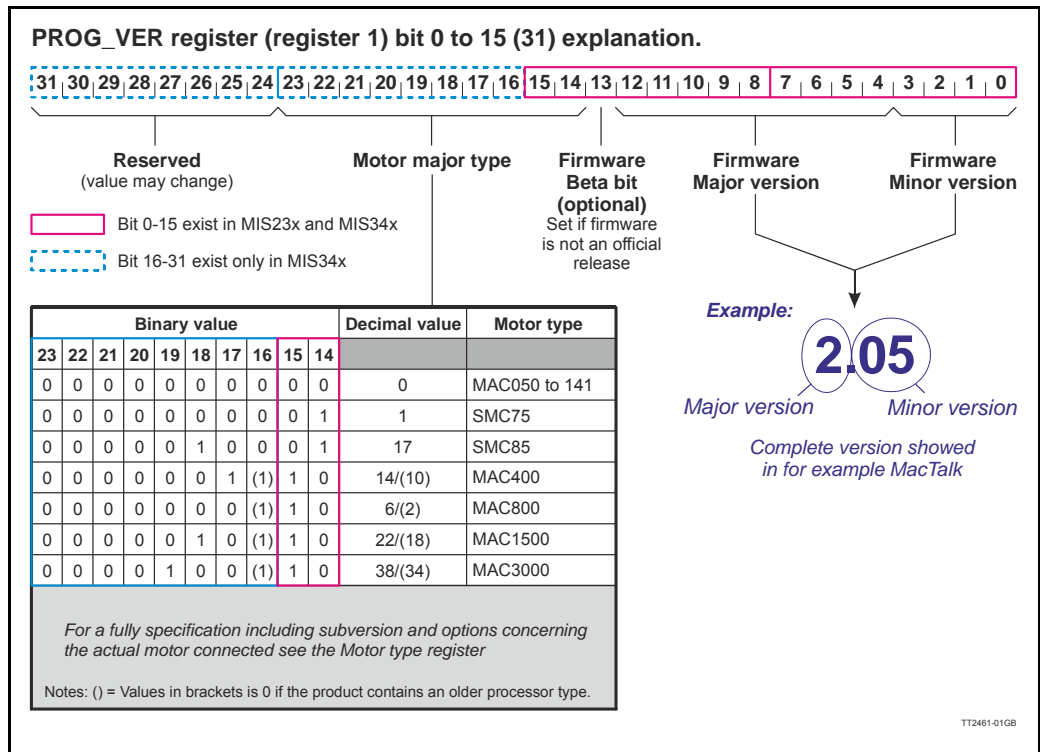 PROG_VER register (register 1) bit 0 to 15 (31) explanation.
31 30 29 28 27 26 25 24 23 22 21 20 19 18 17 16 15 14 13 12 11 10 9 8 7 6 5 4 3 2 1 0
Reserved
(value may change)
Motor major type
Firmware
Beta bit
(optional)
Set if firmware
is not an official
release
Firmware
Major version
Firmware
Minor version
Bit 0-15 exist in MIS23x and MIS34x
Bit 16-31 exist only in MIS34x
Binary value Decimal value Motor type
23 22 21 20 19 18 17 16 15 14
0 0 0 0 0 0 0 0 0 0 0 MAC050 to 141
0 0 0 0 0 0 0 0 0 1 1 SMC75
0 0 0 0 0 1 0 0 0 1 17 SMC85
0 0 0 0 0 0 1 (1) 1 0 14/(10) MAC400
0 0 0 0 0 0 0 (1) 1 0 6/(2) MAC800
0 0 0 0 0 1 0 (1) 1 0 22/(18) MAC1500
0 0 0 0 1 0 0 (1) 1 0 38/(34) MAC3000
For a fully specification including subversion and options concerning
the actual motor connected see the Motor type register
Notes: () = Values in brackets is 0 if the product contains an older processor type.
Example:
2.05
Major version
Minor version
Complete version showed
in for example MacTalk
TT2461-01GB